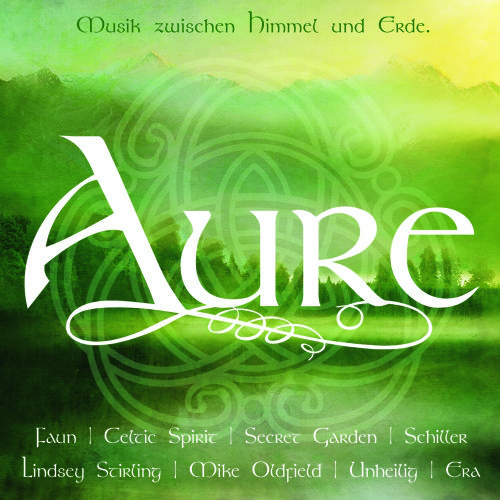 Musik zwischen Himmel und Erde.
Aure
Faun | Celtic Spirit | Secret Garden | Schiller
Lindsey Stirling | Mike Oldfield | Unheilig | Era